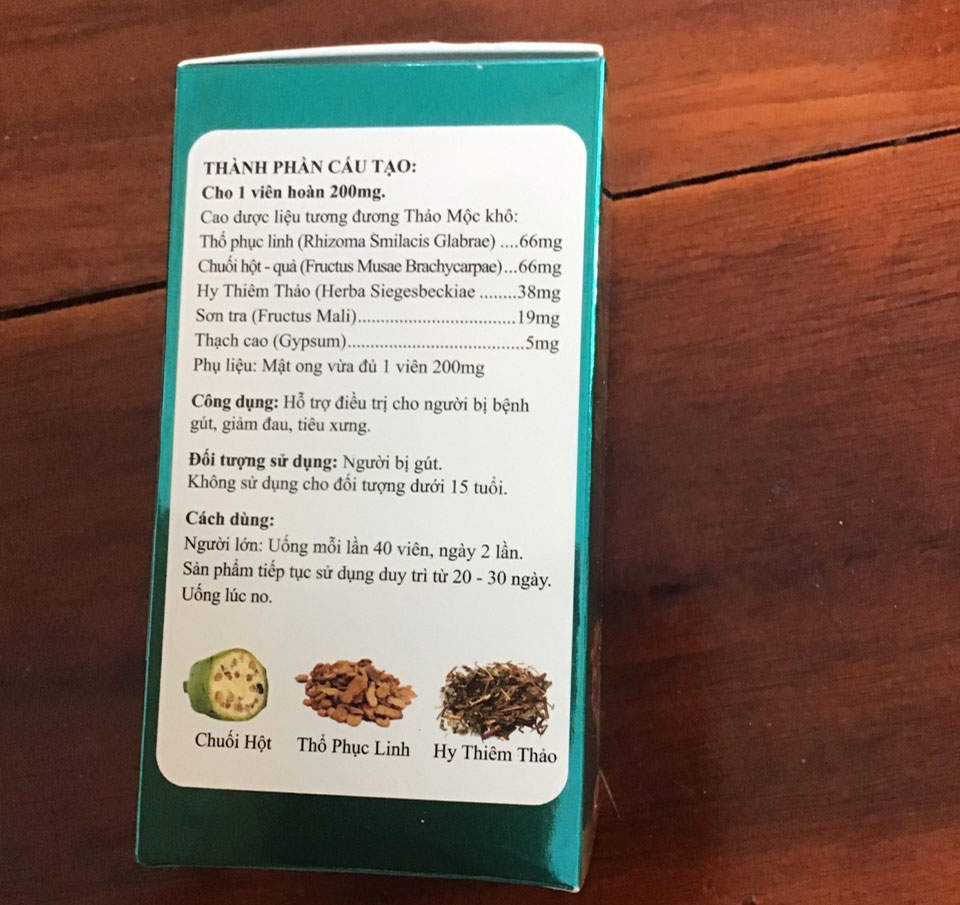 THÀNH PHẦN CẤU TẠO:
Cho 1 viên hoàn 200mg.
Cao dược liệu tương đương Thảo Mộc khô:
Thổ phục linh (Rhizoma Smilacis Glabrae) ....66mg
Chuối hột - quả (Fructus Musae Brachycarpae)...66mg
Hy Thiêm Thảo (Herba Siegesbeckiae ........38mg
Sơn tra (Fructus Mali)..................................19mg
Thạch cao (Gypsum)......................................5mg
Phụ liệu: Mật ong vừa đủ 1 viên 200mg
Công dụng: Hỗ trợ điều trị cho người bị bệnh
gút, giảm đau, tiêu xưng.
Đối tượng sử dụng: Người bị gút.
Không sử dụng cho đối tượng dưới 15 tuổi.
Cách dùng:
Người lớn: Uống mỗi lần 40 viên, ngày 2 lần.
Sản phẩm tiếp tục sử dụng duy trì từ 20 - 30 ngày.
Uống lúc no.
Chuối Hột Thổ Phục Linh Hy Thiêm Thảo